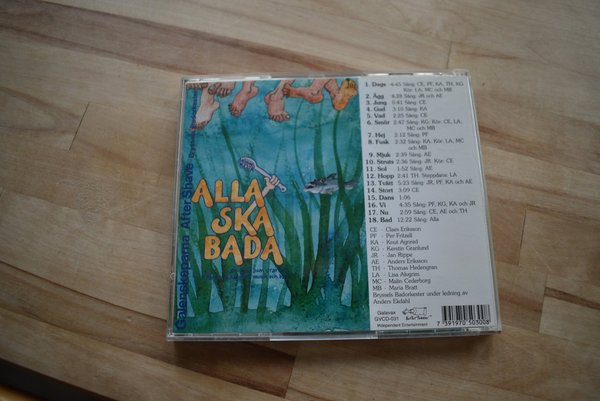 Galenskaparna After Shave
ALLA
SKA
BADA
1. Dags 4:45 Sång: CE, PF, KA, TH, KG
Kör: LA, MC och MB
2. Ägg 4:29 Sång: JR och AE
3. Jung 0:41 Sång: CE
4. Gud 3:10 Sång: KA
5. Vad 2:25 Sång: CE
6. Smör 2:47 Sång: KG. Kör: CE, LA,
MC och MB
7. Hej 2:12 Sång: PF
8. Fusk 2:32 Sång: KA. Kör: LA, MC
och MB
9. Mjuk 2:39 Sång: AE
10. Struts 2:36 Sång: JR. Kör: CE
11. Sol 1:52 Sång: AE
12. Hopp 2:41 TH. Steppdans: LA
13. Tvätt 5:23 Sång: JR, PF, KA och AE
14. Stort 3:09 CE
15. Dans 1:06
16. Vi 4:35 Sång: PF, KG, KA och JR
17. Nu 2:59 Sång: CE, AE och TH
18. Bad 12:22 Sång: Alla
CE - Claes Eriksson
PF - Per Fritzell
KA - Knut Agnred
KG - Kerstin Granlund
JR - Jan Rippe
AE - Anders Eriksson
TH - Thomas Hedengran
LA - Lisa Alvgrim
MC - Malin Cederborg
MB - Maria Bratt
Bryssels Badorkester under ledning av
Anders Ekdahl
Galavax
GVCD-031
Wdependent Entertainment
7 391970 503008